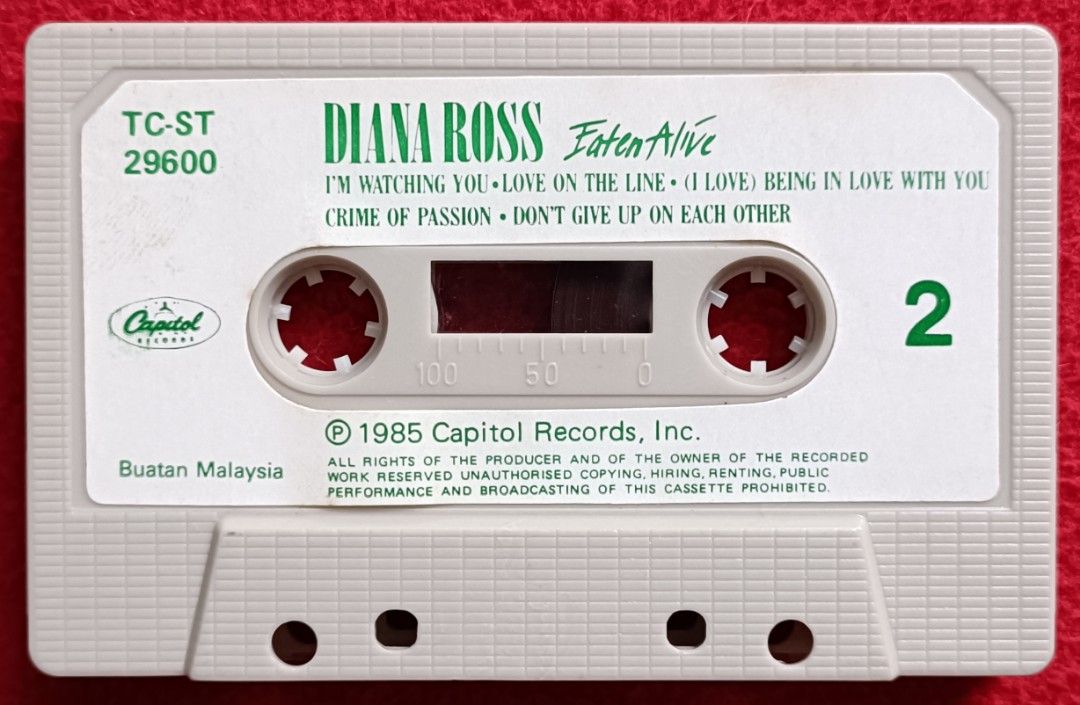 TC-ST
29600
DIANA ROSS Eaten Alive
I'M WATCHING YOU • LOVE ON THE LINE • (I LOVE) BEING IN LOVE WITH YOU
CRIME OF PASSION • DON'T GIVE UP ON EACH OTHER
Capitol
RECORDS
2
100 50 0
Ⓟ 1985 Capitol Records, Inc.
Buatan Malaysia
ALL RIGHTS OF THE PRODUCER AND OF THE OWNER OF THE RECORDED
WORK RESERVED UNAUTHORISED COPYING, HIRING, RENTING, PUBLIC
PERFORMANCE AND BROADCASTING OF THIS CASSETTE PROHIBITED.